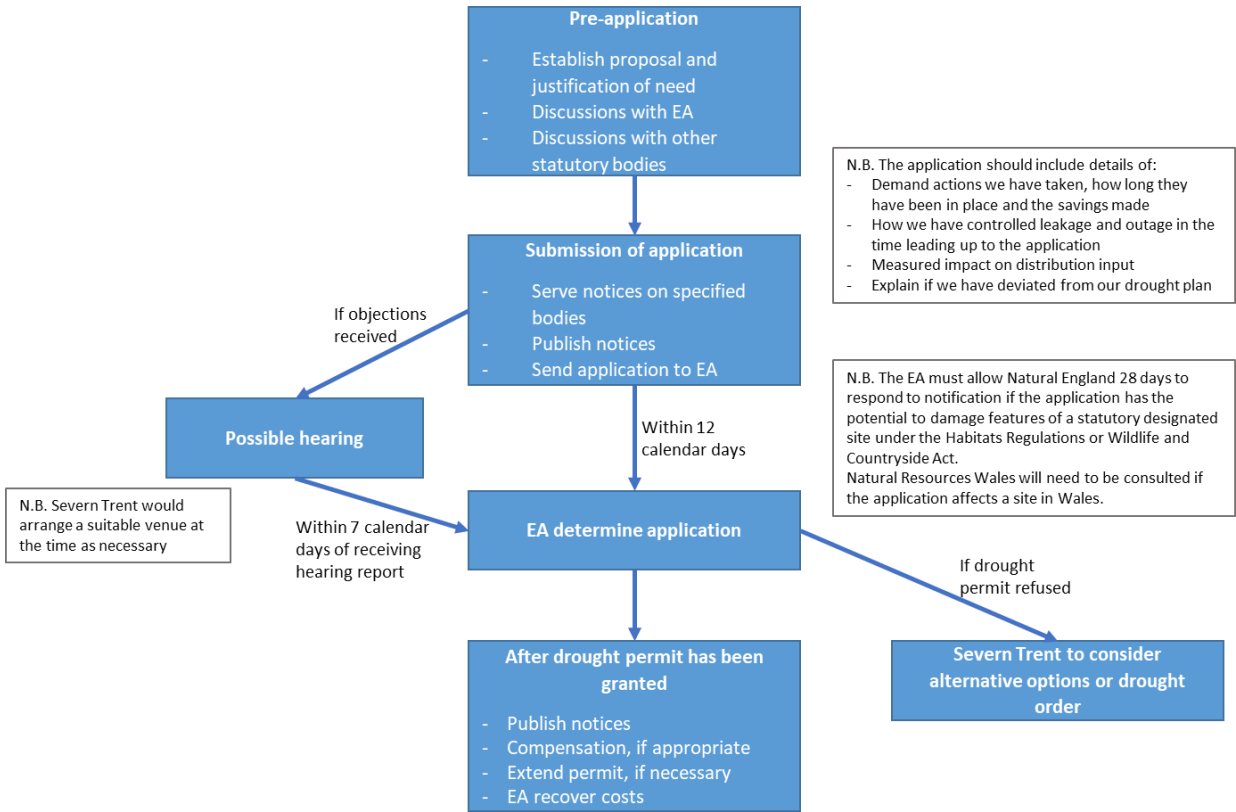 Pre-application
- Establish proposal and
justification of need
- Discussions with EA
- Discussions with other
statutory bodies
N.B. The application should include details of:
- Demand actions we have taken, how long they
have been in place and the savings made
- How we have controlled leakage and outage in the
time leading up to the application
- Measured impact on distribution input
- Explain if we have deviated from our drought plan
Submission of application
- Serve notices on specified
bodies
- Publish notices
- Send application to EA
If objections
received
N.B. The EA must allow Natural England 28 days to
respond to notification if the application has the
potential to damage features of a statutory designated
site under the Habitats Regulations or Wildlife and
Countryside Act.
Natural Resources Wales will need to be consulted if
the application affects a site in Wales.
Possible hearing
Within 12
calendar days
N.B. Severn Trent would
arrange a suitable venue at
the time as necessary
Within 7 calendar
days of receiving
hearing report
EA determine application
If drought
permit refused
After drought permit has been
granted
- Publish notices
- Compensation, if appropriate
- Extend permit, if necessary
- EA recover costs
Severn Trent to consider
alternative options or drought
order